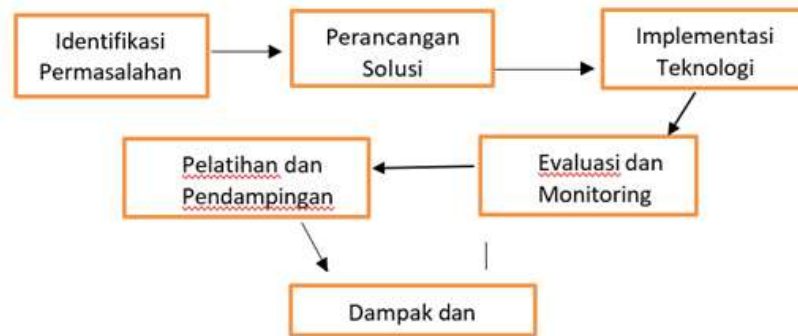 Identifikasi
Permasalahan
Perancangan
Solusi
Implementasi
Teknologi
Evaluasi dan
Monitoring
Pelatihan dan
Pendampingan
Dampak dan